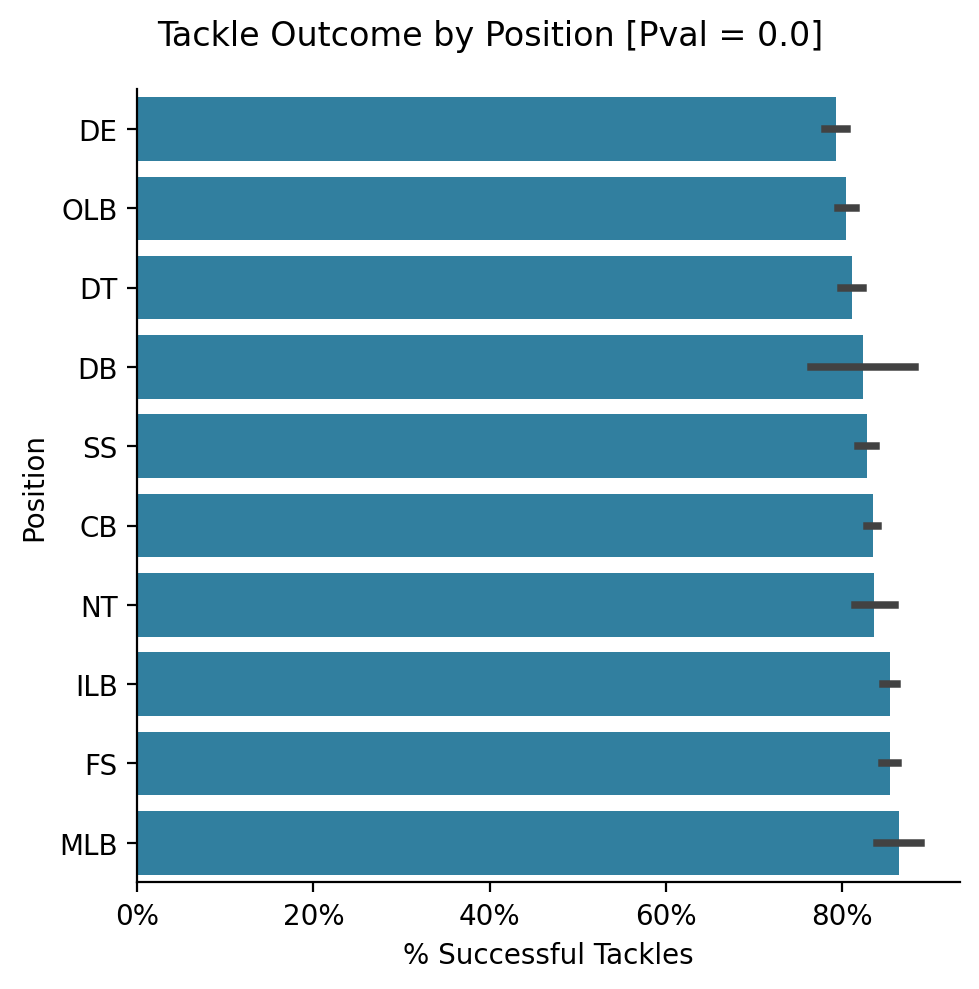 Tackle Outcome by Position [Pval = 0.0]
DE
OLB
DT
DB
SS
CB
NT
ILB
FS
MLB
Position
0% 20% 40% 60% 80%
% Successful Tackles